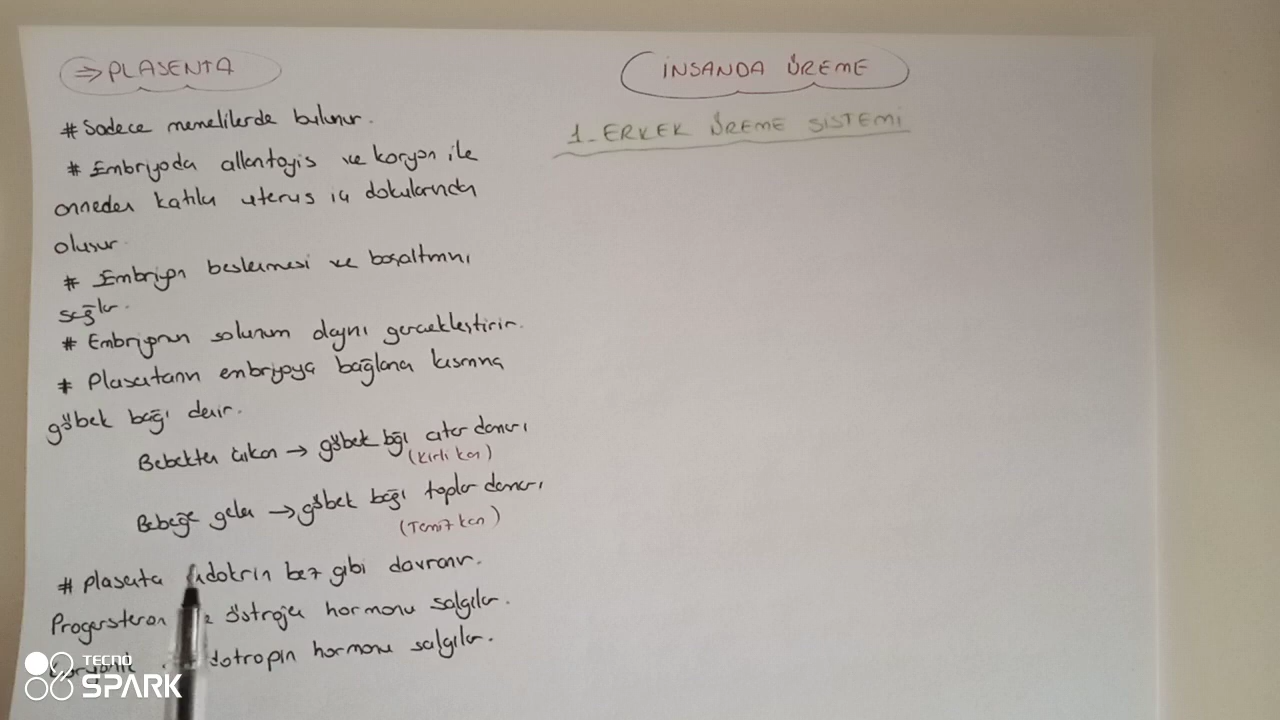 ⇒ PLASENTA
# Sadece memelilerde bulunur.
# Embriyoda allantoyis ve koryon ile
anneden katılan uterus iç dokularından
oluşur
# Embriyon beslenmesi ve boşaltımını
sağlar.
# Embriyonun solunum olayını gerçekleştirir.
# Plasentanın embriyoya bağlanan kısmına
göbek bağı denir.
Bebekten çıkan → göbek bğı atar damarı
(Kirli kan)
Bebeğe gelen → göbek bağı toplar damarı
(Temiz kan)
# plasenta endokrin bez gibi davranır.
Progesteron östrojen hormonu salgılar.
hormonu salgılar.
İNSANDA ÜREME
1- ERKEK ÜREME SİSTEMİ
TECNO
SPARK